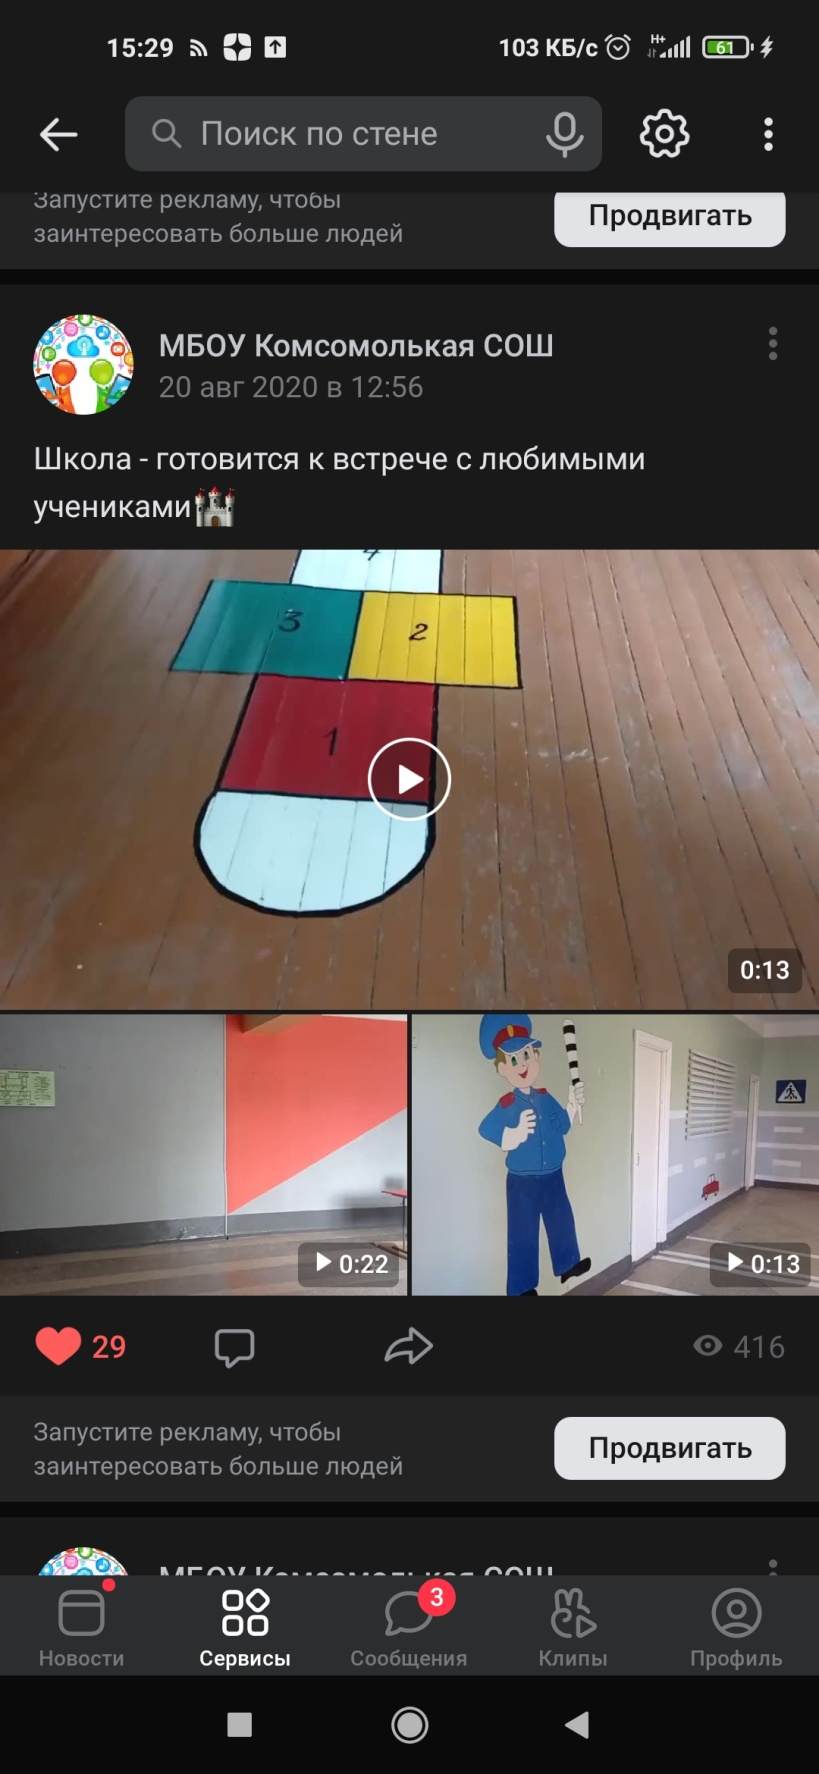 15:29
103 КБ/с
H+
61
Поиск по стене
Запустите рекламу, чтобы
заинтересовать больше людей
Продвигать
МБОУ Комсомолькая СОШ
20 авг 2020 в 12:56
Школа - готовится к встрече с любимыми
учениками
4
3
2
1
0:13
0:22
0:13
29
416
Запустите рекламу, чтобы
заинтересовать больше людей
Продвигать
МБОУ Комсомолькая СОШ
3
Новости
Сервисы
Сообщения
Клипы
Профиль